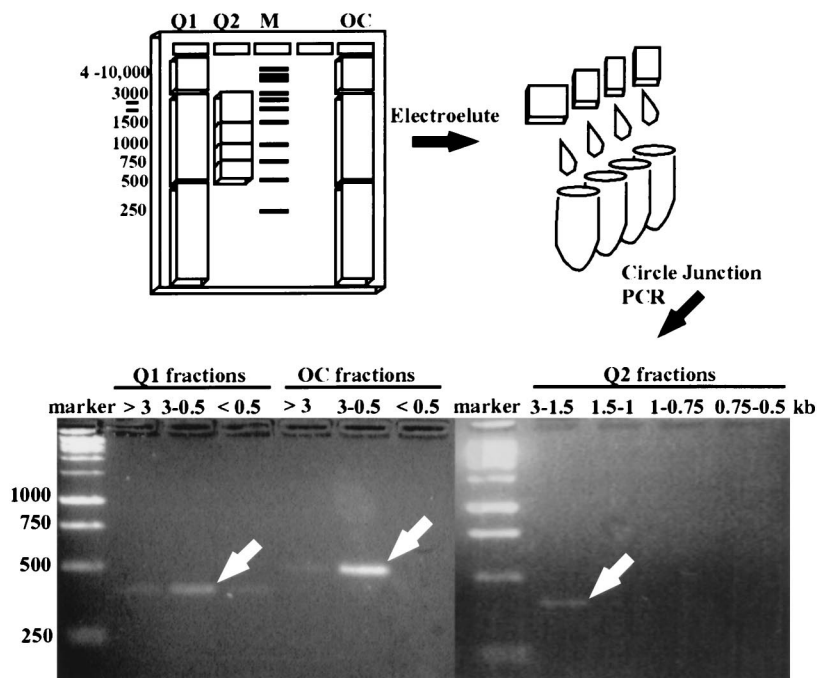 Q1 Q2 M OC
4 -10,000
3000
1500
1000
750
500
250
Electroelute
Circle Junction
PCR
Q1 fractions OC fractions Q2 fractions
marker > 3 3-0.5 < 0.5 > 3 3-0.5 < 0.5 marker 3-1.5 1.5-1 1-0.75 0.75-0.5 kb
1000
750
500
250